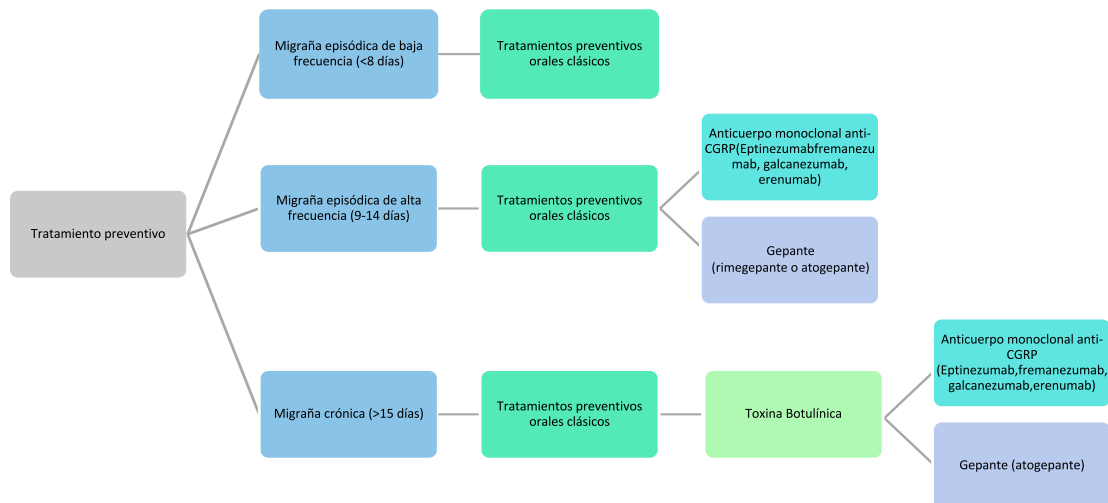 Migraña episódica de baja
frecuencia (<8 días)
Tratamientos preventivos
orales clásicos
Anticuerpo monoclonal anti-
CGRP(Eptinezumabfremanezu
mab, galcanezumab,
erenumab)
Migraña episódica de alta
frecuencia (9-14 días)
Tratamientos preventivos
orales clásicos
Tratamiento preventivo
Gepante
(rimegepante o atogepante)
Anticuerpo monoclonal anti-
CGRP
(Eptinezumab,fremanezumab,
galcanezumab,erenumab)
Migraña crónica (>15 días)
Tratamientos preventivos
orales clásicos
Toxina Botulínica
Gepante (atogepante)